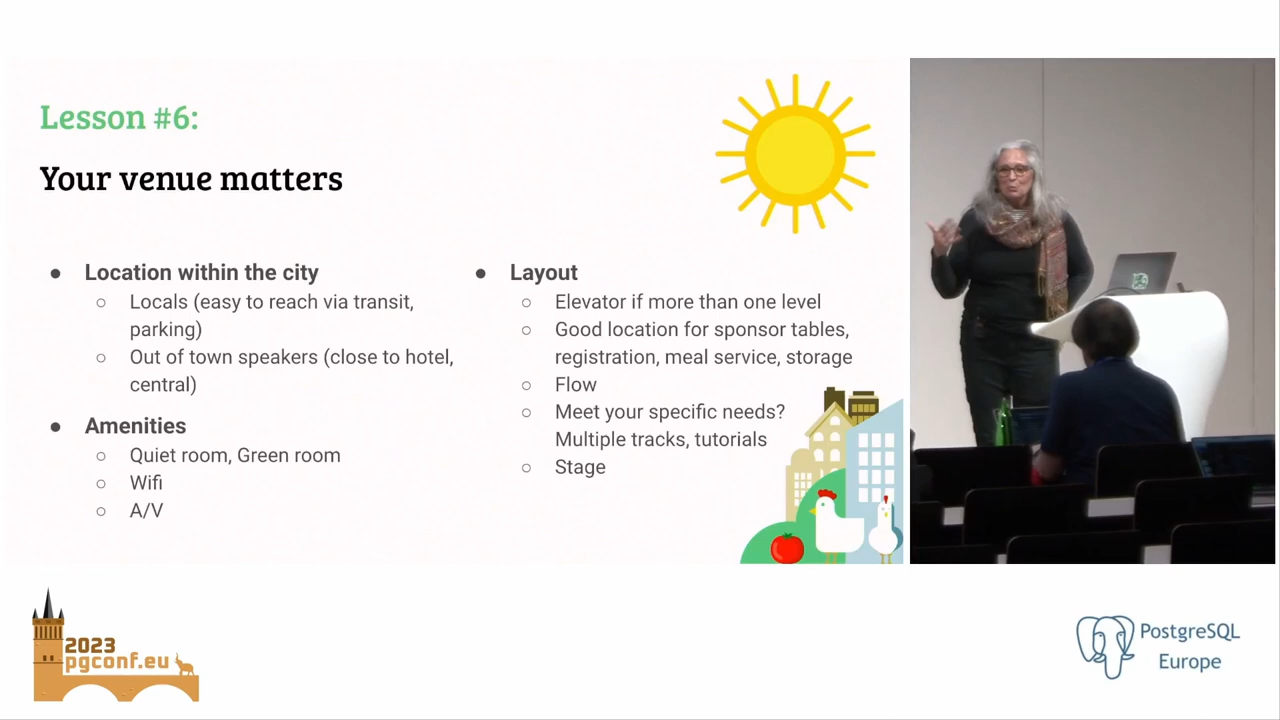 Lesson #6:
Your venue matters
Location within the city
Locals (easy to reach via transit,
parking)
Out of town speakers (close to hotel,
central)
Amenities
Quiet room, Green room
Wifi
A/V
Layout
Elevator if more than one level
Good location for sponsor tables,
registration, meal service, storage
Flow
Meet your specific needs?
Multiple tracks, tutorials
Stage
2023
pgconf.eu
PostgreSQL
Europe